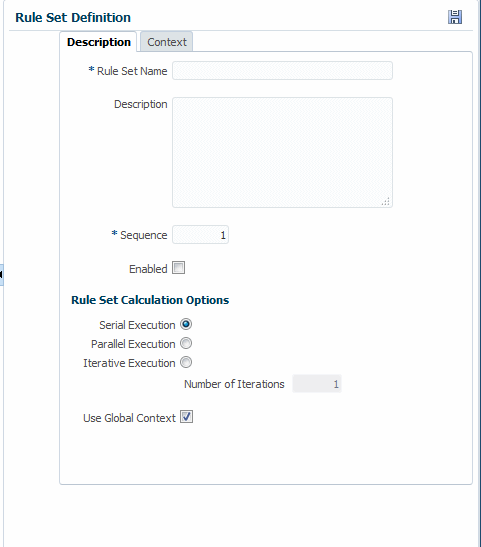 Rule Set Definition
Description Context
* Rule Set Name
Description
* Sequence 1
Enabled
Rule Set Calculation Options
Serial Execution
Parallel Execution
Iterative Execution
Number of Iterations 1
Use Global Context